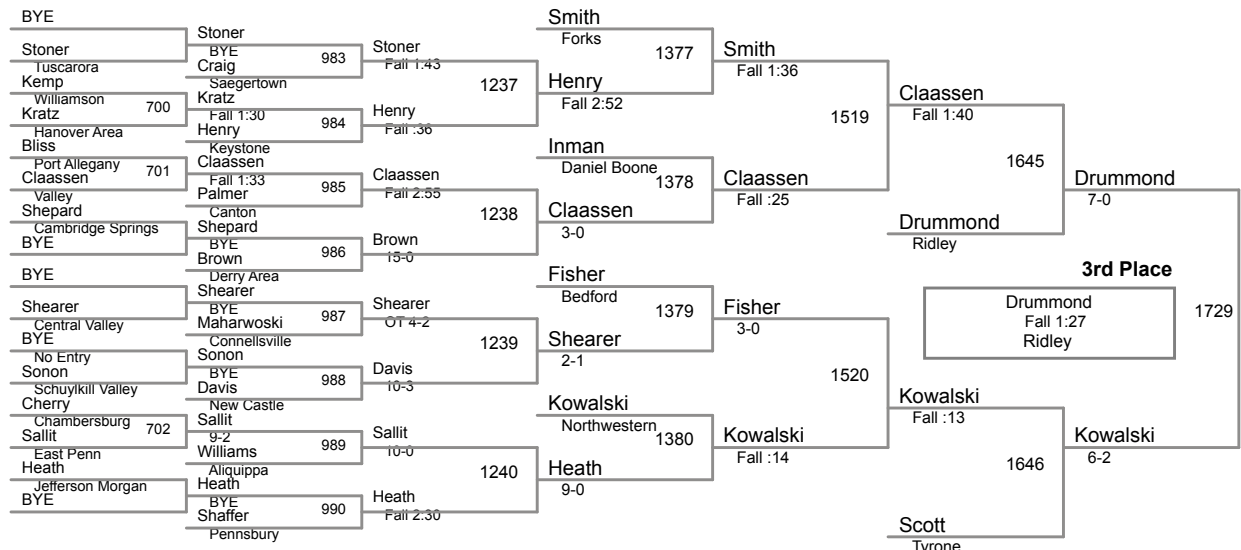 BYE
Stoner
Tuscarora
Kemp
Williamson
700
Kratz
Hanover Area
Bliss
Port Allegany
701
Claassen
Valley
Shepard
Cambridge Springs
BYE
BYE
Shearer
Central Valley
BYE
No Entry
Sonon
Schuylkill Valley
Cherry
Chambersburg
702
Sallit
East Penn
Heath
Jefferson Morgan
BYE
Stoner
BYE
983
Craig
Saegertown
Kratz
Fall 1:30
984
Henry
Keystone
Claassen
Fall 1:33
985
Palmer
Canton
Shepard
BYE
986
Brown
Derry Area
Shearer
BYE
987
Maharwoski
Connellsville
Sonon
BYE
988
Davis
New Castle
Sallit
9-2
989
Williams
Aliquippa
Heath
BYE
990
Shaffer
Pennsbury
Stoner
Fall 1:43
1237
Henry
Fall :36
Claassen
Fall 2:55
1238
Brown
15-0
Shearer
OT 4-2
1239
Davis
10-3
Sallit
10-0
1240
Heath
Fall 2:30
Smith
Forks
1377
Henry
Fall 2:52
Inman
Daniel Boone
1378
Claassen
3-0
Fisher
Bedford
1379
Shearer
2-1
Kowalski
Northwestern
1380
Heath
9-0
Smith
Fall 1:36
1519
Claassen
Fall :25
Fisher
3-0
1520
Kowalski
Fall :14
Claassen
Fall 1:40
1645
Drummond
Ridley
Kowalski
Fall :13
1646
Scott
Tyrone
Drummond
7-0
3rd Place
Drummond
Fall 1:27
Ridley
1729
Kowalski
6-2